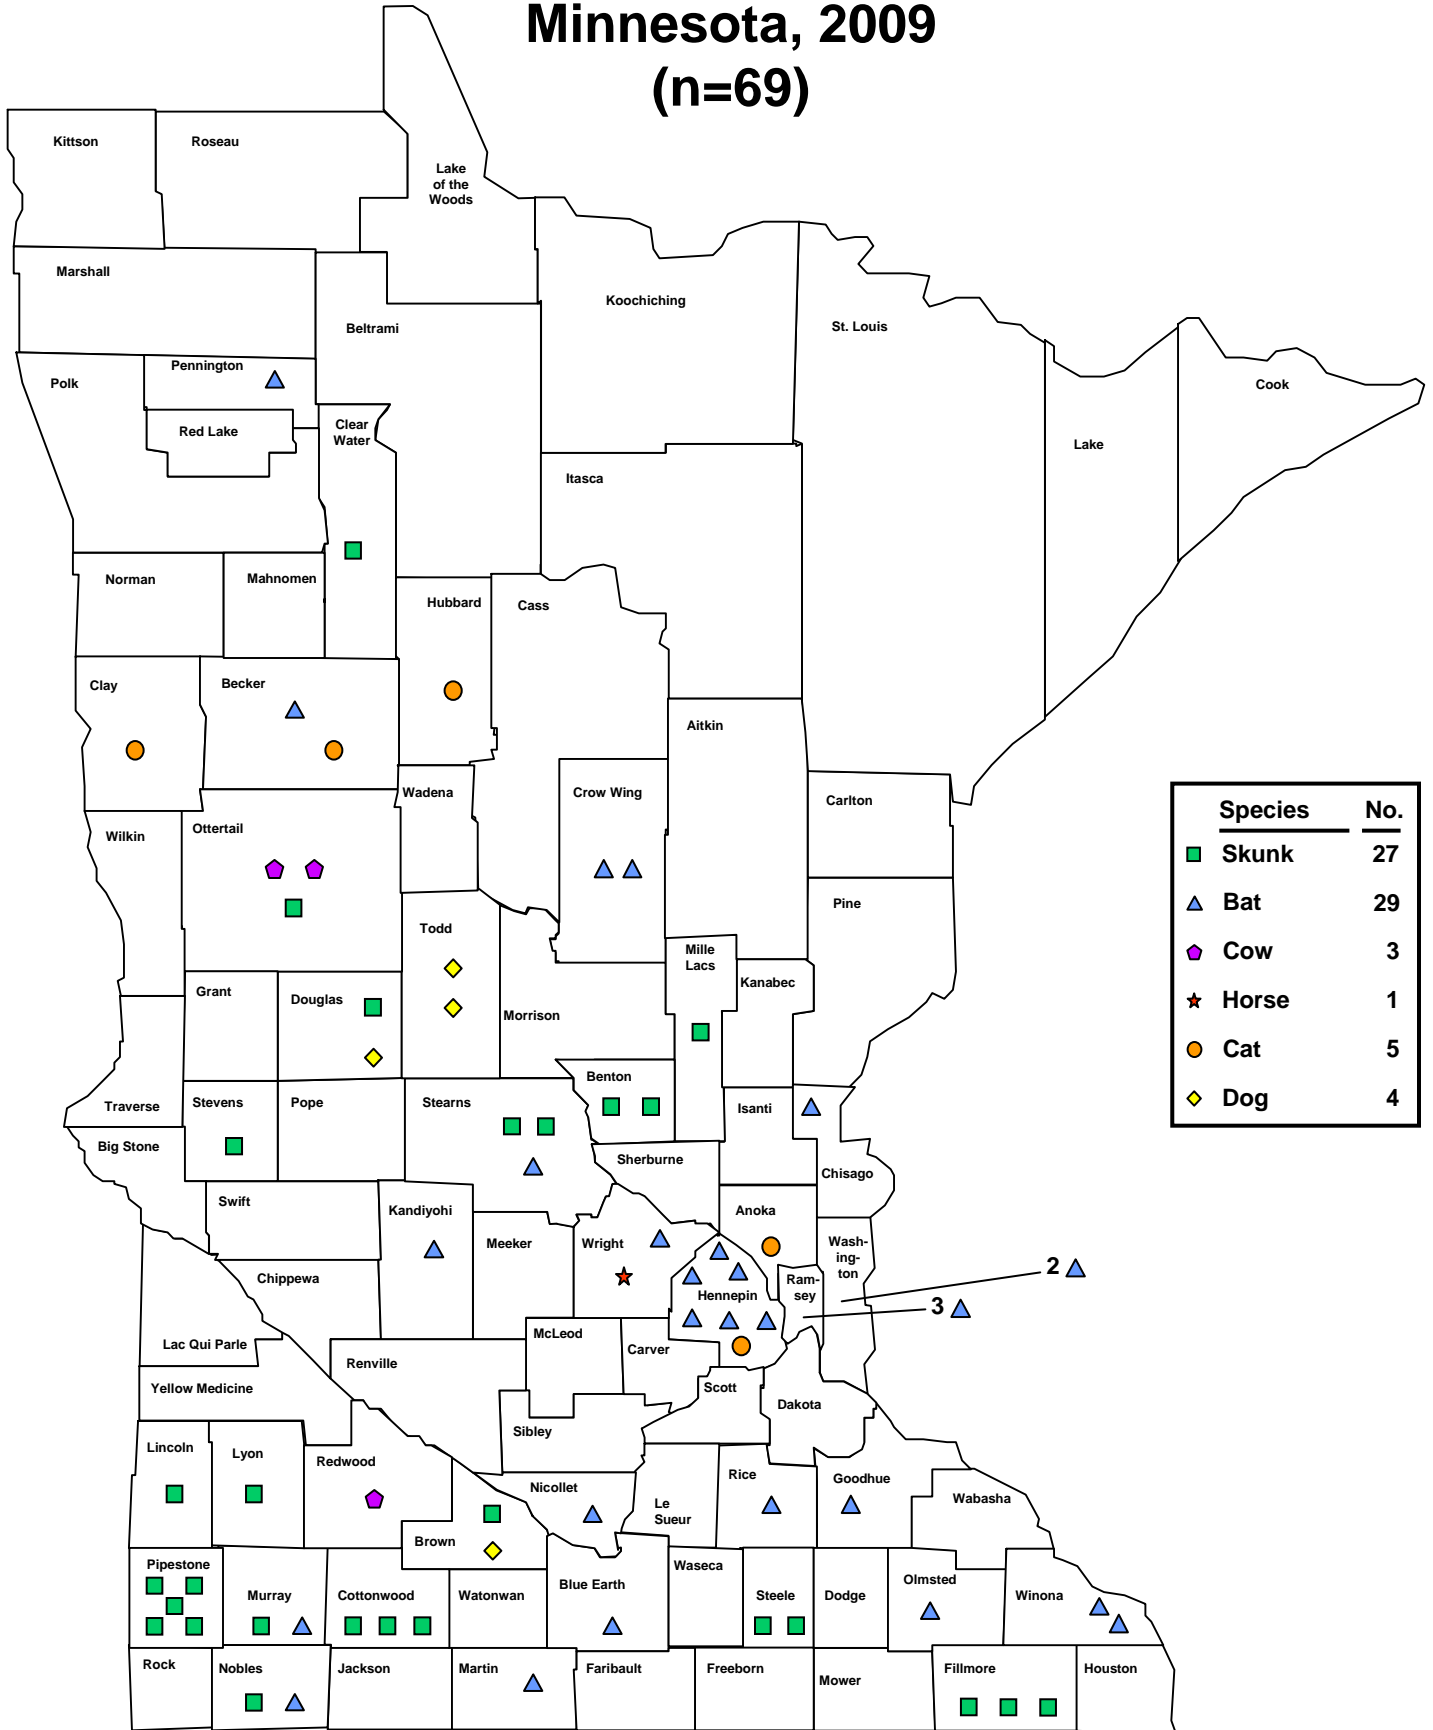 Minnesota, 2009
(n=69)
Kittson
Roseau
Lake
of the
Woods
Marshall
Koochiching
Beltrami
St. Louis
Pennington
Polk
Cook
Clear
Water
Red Lake
Lake
Itasca
Norman
Mahnomen
Hubbard
Cass
Clay
Becker
Aitkin
Wadena
Crow Wing
Carlton
Wilkin
Ottertail
Species No.
Skunk 27
Bat 29
Cow 3
Horse 1
Cat 5
Dog 4
Pine
Todd
Mille
Lacs
Kanabec
Grant
Douglas
Morrison
Benton
Traverse
Stevens
Pope
Stearns
Isanti
Big Stone
Sherburne
Chisago
Swift
Kandiyohi
Anoka
Meeker
Wright
Wash-
ing-
ton
2
Chippewa
Ram-
sey
Hennepin
3
Lac Qui Parle
McLeod
Carver
Renville
Yellow Medicine
Scott
Dakota
Sibley
Lincoln
Lyon
Redwood
Nicollet
Rice
Goodhue
Wabasha
Le
Sueur
Brown
Pipestone
Murray
Cottonwood
Watonwan
Blue Earth
Waseca
Steele
Dodge
Olmsted
Winona
Rock
Nobles
Jackson
Martin
Faribault
Freeborn
Mower
Fillmore
Houston